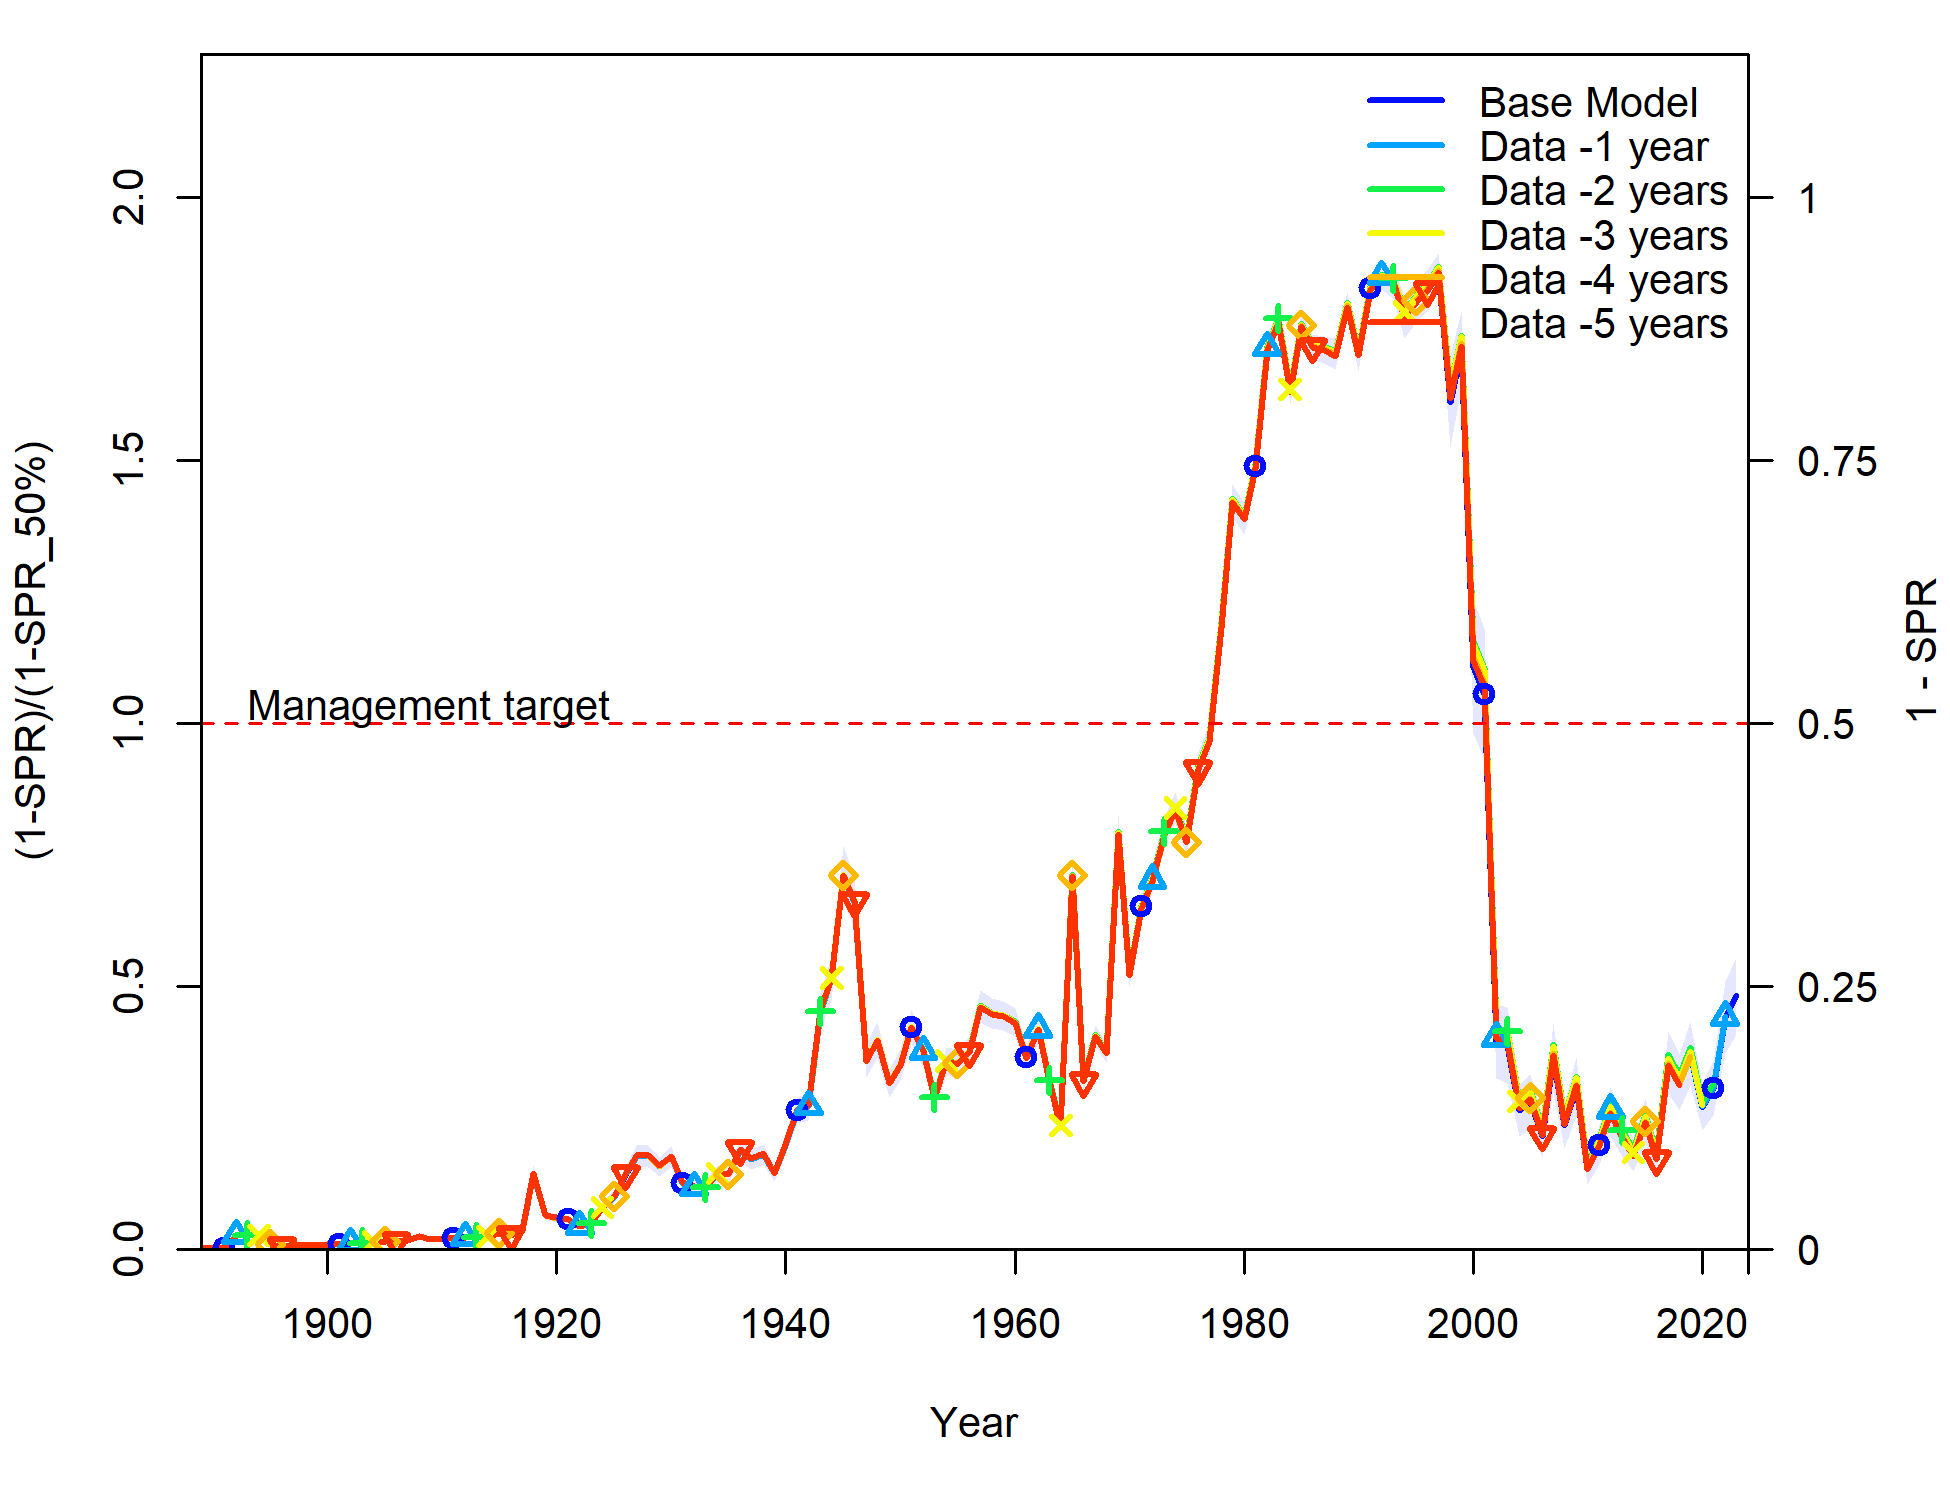 Base Model
Data -1 year
Data -2 years
Data -3 years
Data -4 years
Data -5 years
Management target
(1-SPR)/(1-SPR_50%)
0.0
0.5
1.0
1.5
2.0
1 - SPR
0
0.25
0.5
0.75
1
1900
1920
1940
1960
1980
2000
2020
Year